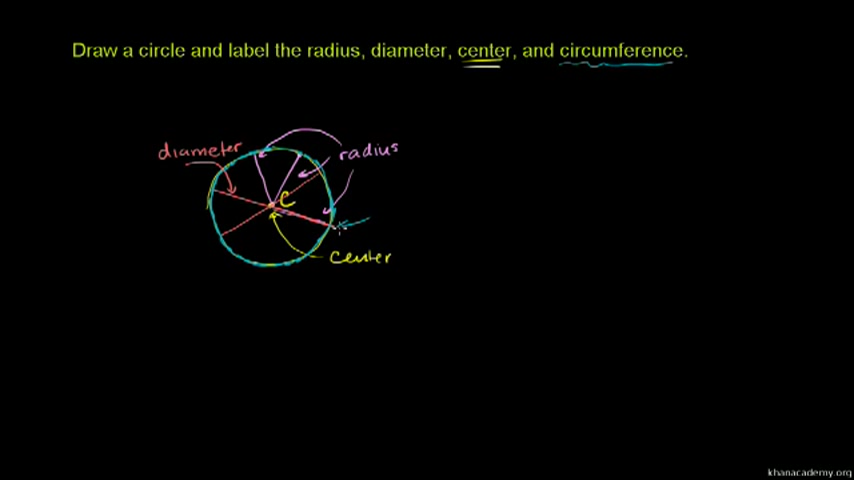 Draw a circle and label the radius, diameter, center, and circumference.
diameter
radius
C
center
khanacademy.org